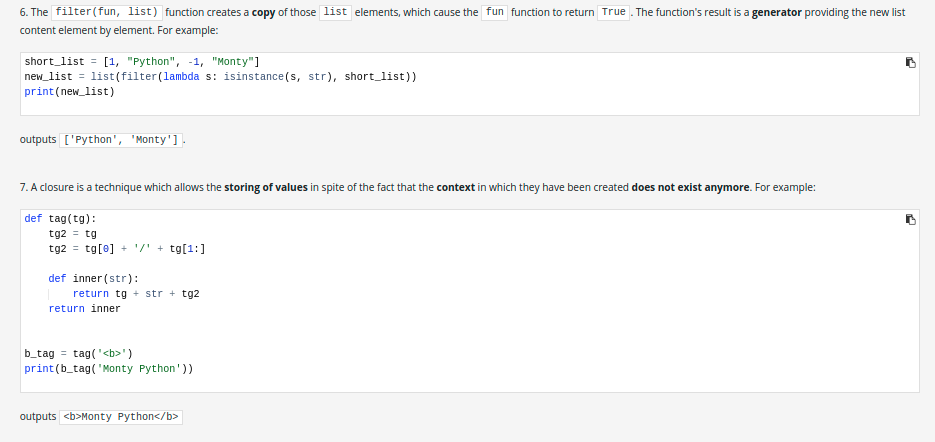 6. The filter(fun, list) function creates a copy of those list elements, which cause the fun function to return True. The function's result is a generator providing the new list
content element by element. For example:
short_list = [1, "Python", -1, "Monty"]
new_list = list(filter(lambda s: isinstance(s, str), short_list))
print(new_list)
outputs ['Python', 'Monty'].
7. A closure is a technique which allows the storing of values in spite of the fact that the context in which they have been created does not exist anymore. For example:
def tag(tg):
    tg2 = tg
    tg2 = tg[0] + '/' + tg[1:]
    def inner(str):
        return tg + str + tg2
    return inner
b_tag = tag('<b>')
print(b_tag('Monty Python'))
outputs <b>Monty Python</b>